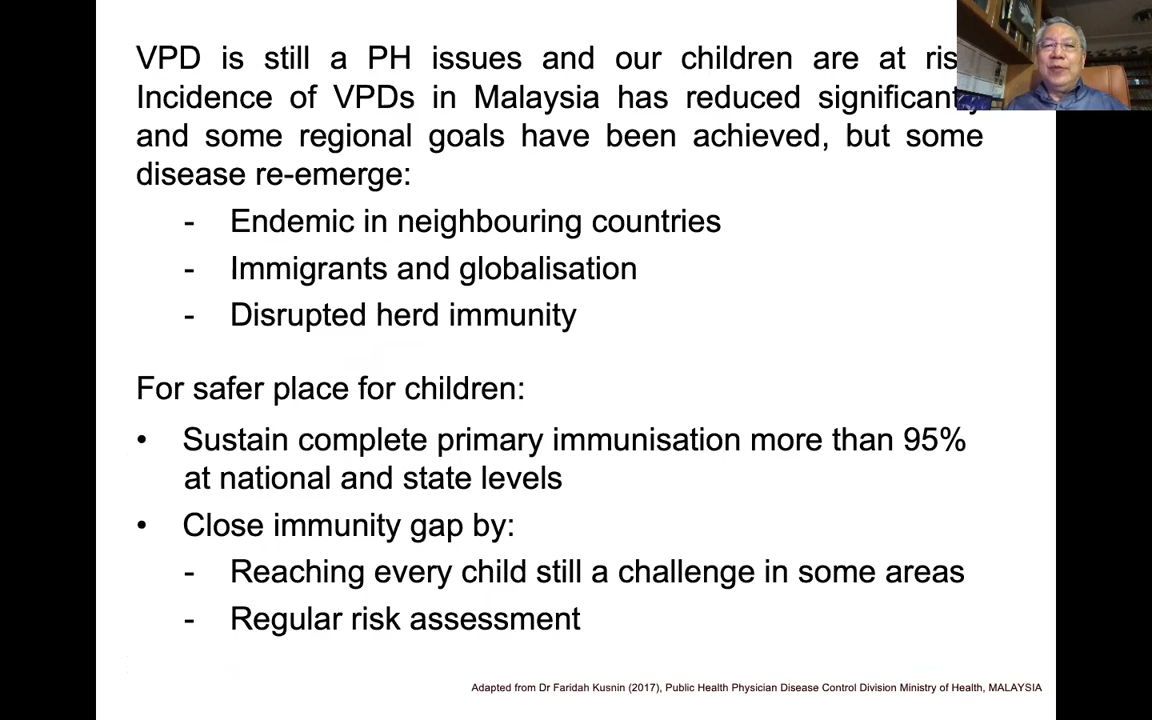 VPD is still a PH issues and our children are at
Incidence of VPDs in Malaysia has reduced
and some regional goals have been achieved, but some
disease re-emerge:
- Endemic in neighbouring countries
- Immigrants and globalisation
- Disrupted herd immunity
For safer place for children:
• Sustain complete primary immunisation more than 95%
at national and state levels
• Close immunity gap by:
- Reaching every child still a challenge in some areas
- Regular risk assessment
Adapted from Dr Faridah Kusnin (2017), Public Health Physician Disease Control Division Ministry of Health, MALAYSIA